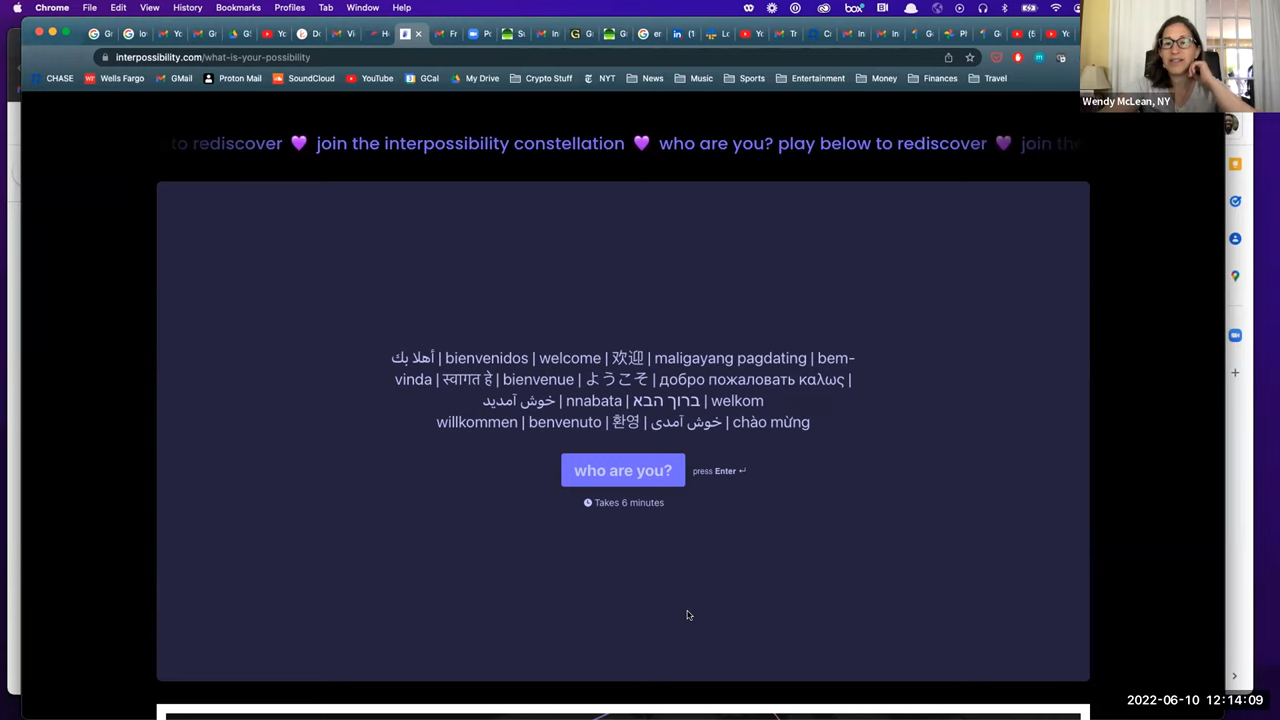 Chrome File Edit View History Bookmarks Profiles Tab Window Help
interpossibility.com/what-is-your-possibility
CHASE Wells Fargo GMail Proton Mail SoundCloud YouTube GCal My Drive Crypto Stuff NYT News Music Sports Entertainment Money Finances Travel
Wendy McLean, NY
to rediscover 💜 join the interpossibility constellation 💜 who are you? play below to rediscover 💜 join the
أهلا بك | bienvenidos | welcome | 欢迎 | maligayang pagdating | bem-
vinda | स्वागत हे | bienvenue | ようこそ | добро пожаловать καλως |
خوش آمدید | nnabata | ברוך הבא | welkom
willkommen | benvenuto | 환영 | خوش آمدی | chào mừng
who are you? press Enter ↵
Takes 6 minutes
2022-06-10 12:14:09